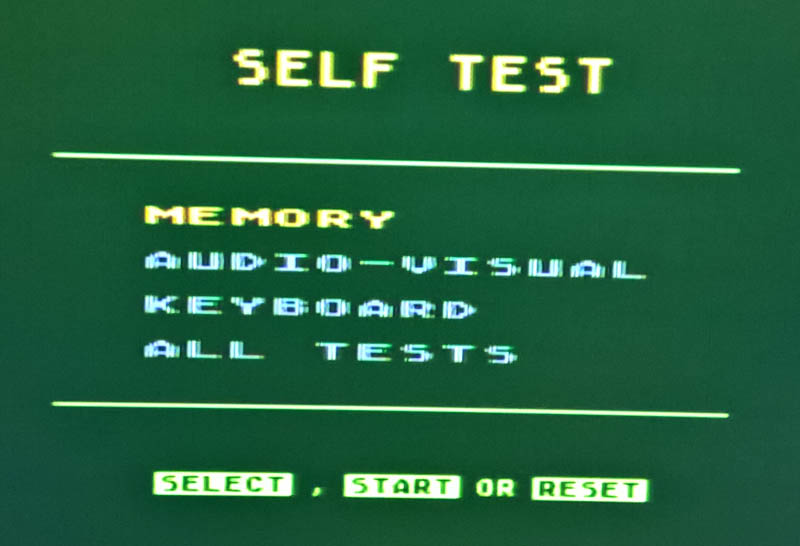 SELF TEST
MEMORY
AUDIO-VISUAL
KEYBOARD
ALL TESTS
SELECT, START OR RESET